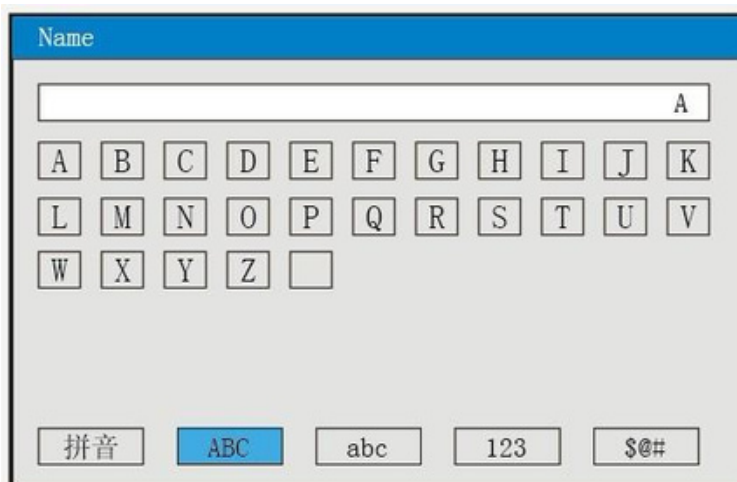 Name
A
A B C D E F G H I J K
L M N O P Q R S T U V
W X Y Z
拼音 ABC abc 123 $@#